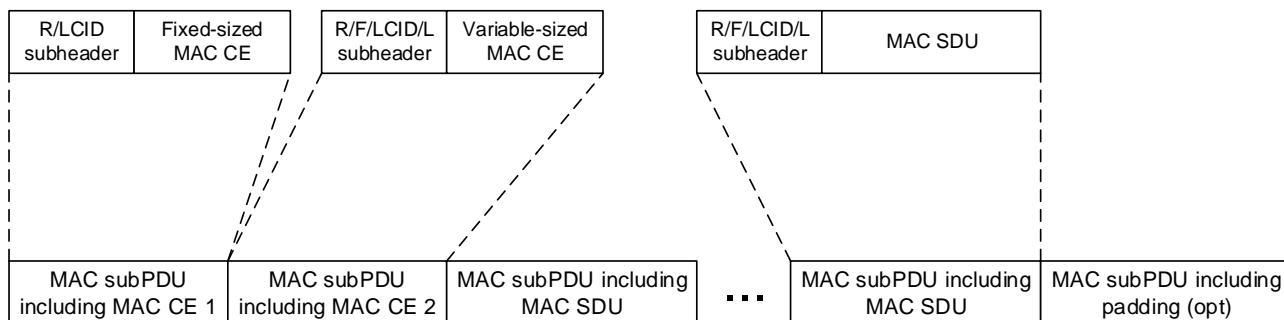 R/LCID
subheader
Fixed-sized
MAC CE
R/F/LCID/L
subheader
Variable-sized
MAC CE
R/F/LCID/L
subheader
MAC SDU
MAC subPDU
including MAC CE 1
MAC subPDU
including MAC CE 2
MAC subPDU including
MAC SDU
...
MAC subPDU including
MAC SDU
MAC subPDU including
padding (opt)